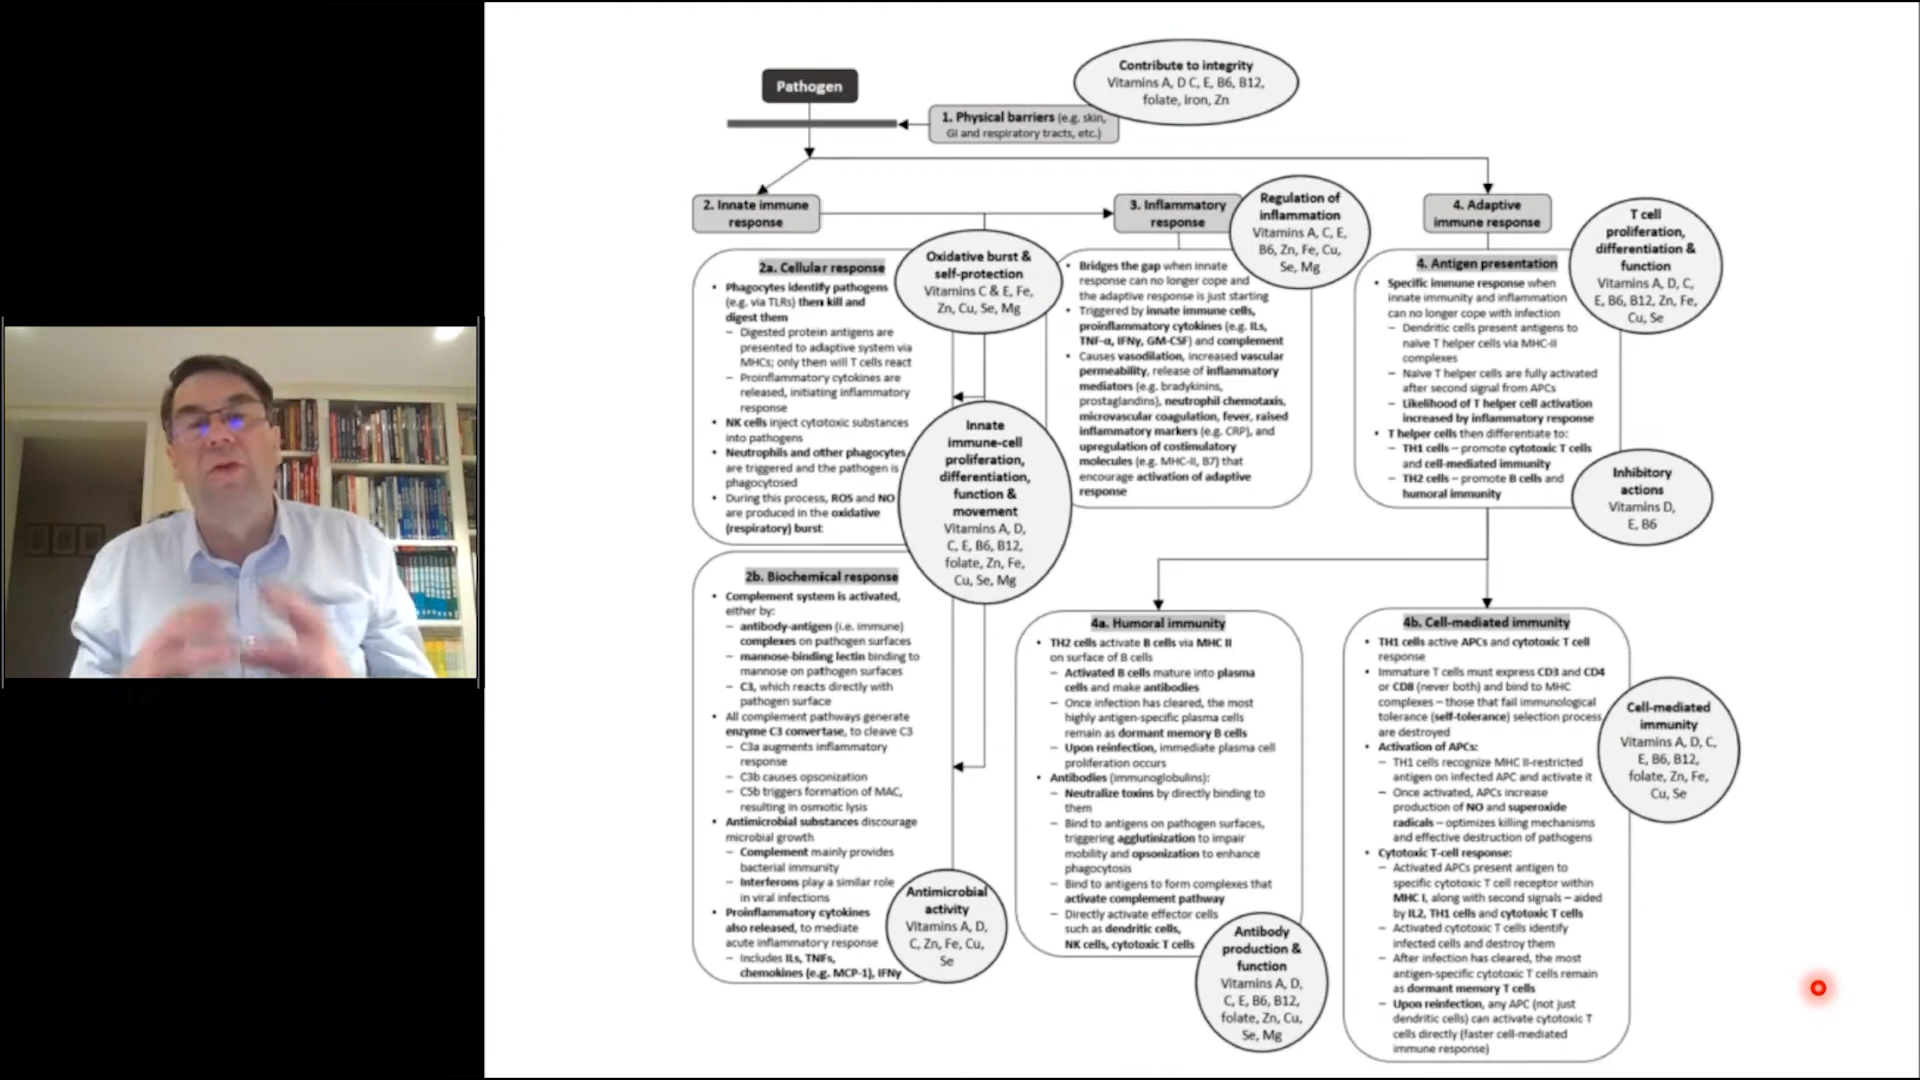 Pathogen
Contribute to integrity
Vitamins A, D C, E, B6, B12,
folate, iron, Zn
1. Physical barriers (e.g. skin,
GI and respiratory tracts, etc.)
2. Innate immune
response
3. Inflammatory
response
Regulation of
inflammation
Vitamins A, C, E,
B6, Zn, Fe, Cu,
Se, Mg
4. Adaptive
immune response
T cell
proliferation,
differentiation &
function
Vitamins A, D, C,
E, B6, B12, Zn, Fe,
Cu, Se
2a. Cellular response
• Phagocytes identify pathogens
(e.g. via TLRs) then kill and
digest them
– Digested protein antigens are
presented to adaptive system via
MHCs; only then will T cells react
– Proinflammatory cytokines are
released, initiating inflammatory
response
• NK cells inject cytotoxic substances
into pathogens
• Neutrophils and other phagocytes
are triggered and the pathogen is
phagocytosed
• During this process, ROS and NO
are produced in the oxidative
(respiratory) burst
Oxidative burst &
self-protection
Vitamins C & E, Fe,
Zn, Cu, Se, Mg
Innate
immune-cell
proliferation,
differentiation,
function &
movement
Vitamins A, D,
C, E, B6, B12,
folate, Zn, Fe,
Cu, Se, Mg
• Bridges the gap when innate
response can no longer cope and
the adaptive response is just starting
• Triggered by innate immune cells,
proinflammatory cytokines (e.g. ILs,
TNF-α, IFNγ, GM-CSF) and complement
• Causes vasodilation, increased vascular
permeability, release of inflammatory
mediators (e.g. bradykinins,
prostaglandins), neutrophil chemotaxis,
microvascular coagulation, fever, raised
inflammatory markers (e.g. CRP), and
upregulation of costimulatory
molecules (e.g. MHC-II, B7) that
encourage activation of adaptive
response
4. Antigen presentation
• Specific immune response when
innate immunity and inflammation
can no longer cope with infection
– Dendritic cells present antigens to
naïve T helper cells via MHC-II
complexes
– Naïve T helper cells are fully activated
after second signal from APCs
– Likelihood of T helper cell activation
increased by inflammatory response
• T helper cells then differentiate to:
– TH1 cells – promote cytotoxic T cells
and cell-mediated immunity
– TH2 cells – promote B cells and
humoral immunity
Inhibitory
actions
Vitamins D,
E, B6
2b. Biochemical response
• Complement system is activated,
either by:
– antibody-antigen (i.e. immune)
complexes on pathogen surfaces
– mannose-binding lectin binding to
mannose on pathogen surfaces
– C3, which reacts directly with
pathogen surface
• All complement pathways generate
enzyme C3 convertase, to cleave C3
– C3a augments inflammatory
response
– C3b causes opsonization
– C5b triggers formation of MAC,
resulting in osmotic lysis
• Antimicrobial substances discourage
microbial growth
– Complement mainly provides
bacterial immunity
– Interferons play a similar role
in viral infections
• Proinflammatory cytokines
also released, to mediate
acute inflammatory response
– Includes ILs, TNFs,
chemokines (e.g. MCP-1), IFNγ
Antimicrobial
activity
Vitamins A, D,
C, Zn, Fe, Cu,
Se
4a. Humoral immunity
• TH2 cells activate B cells via MHC II
on surface of B cells
– Activated B cells mature into plasma
cells and make antibodies
– Once infection has cleared, the most
highly antigen-specific plasma cells
remain as dormant memory B cells
– Upon reinfection, immediate plasma cell
proliferation occurs
• Antibodies (immunoglobulins):
– Neutralize toxins by directly binding to
them
– Bind to antigens on pathogen surfaces,
triggering agglutinization to impair
mobility and opsonization to enhance
phagocytosis
– Bind to antigens to form complexes that
activate complement pathway
– Directly activate effector cells
such as dendritic cells,
NK cells, cytotoxic T cells
Antibody
production &
function
Vitamins A, D,
C, E, B6, B12,
folate, Zn, Cu,
Se, Mg
4b. Cell-mediated immunity
• TH1 cells active APCs and cytotoxic T cell
response
• Immature T cells must express CD3 and CD4
or CD8 (never both) and bind to MHC
complexes – those that fail immunological
tolerance (self-tolerance) selection process
are destroyed
• Activation of APCs:
– TH1 cells recognize MHC II-restricted
antigen on infected APC and activate it
– Once activated, APCs increase
production of NO and superoxide
radicals – optimizes killing mechanisms
and effective destruction of pathogens
• Cytotoxic T-cell response:
– Activated APCs present antigen to
specific cytotoxic T cell receptor within
MHC I, along with second signals – aided
by IL2, TH1 cells and cytotoxic T cells
– Activated cytotoxic T cells identify
infected cells and destroy them
– After infection has cleared, the most
antigen-specific cytotoxic T cells remain
as dormant memory T cells
– Upon reinfection, any APC (not just
dendritic cells) can activate cytotoxic T
cells directly (faster cell-mediated
immune response)
Cell-mediated
immunity
Vitamins A, D, C,
E, B6, B12,
folate, Zn, Fe,
Cu, Se